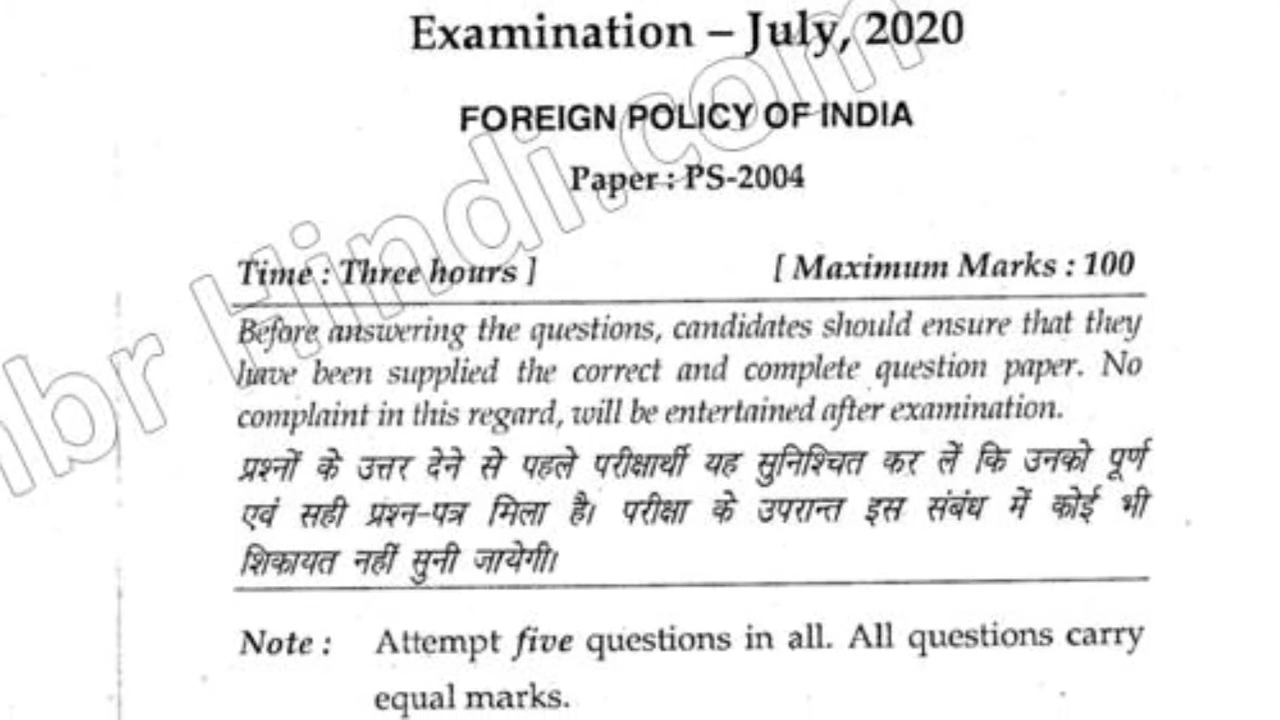 Examination – July, 2020
FOREIGN POLICY OF INDIA
Paper : PS-2004
Time : Three hours ] [ Maximum Marks : 100
Before answering the questions, candidates should ensure that they
have been supplied the correct and complete question paper. No
complaint in this regard, will be entertained after examination.
प्रश्नों के उत्तर देने से पहले परीक्षार्थी यह सुनिश्चित कर लें कि उनको पूर्ण
एवं सही प्रश्न-पत्र मिला है। परीक्षा के उपरान्त इस संबंध में कोई भी
शिकायत नहीं सुनी जायेगी।
Note : Attempt five questions in all. All questions carry
equal marks.
hbr Hindi.com